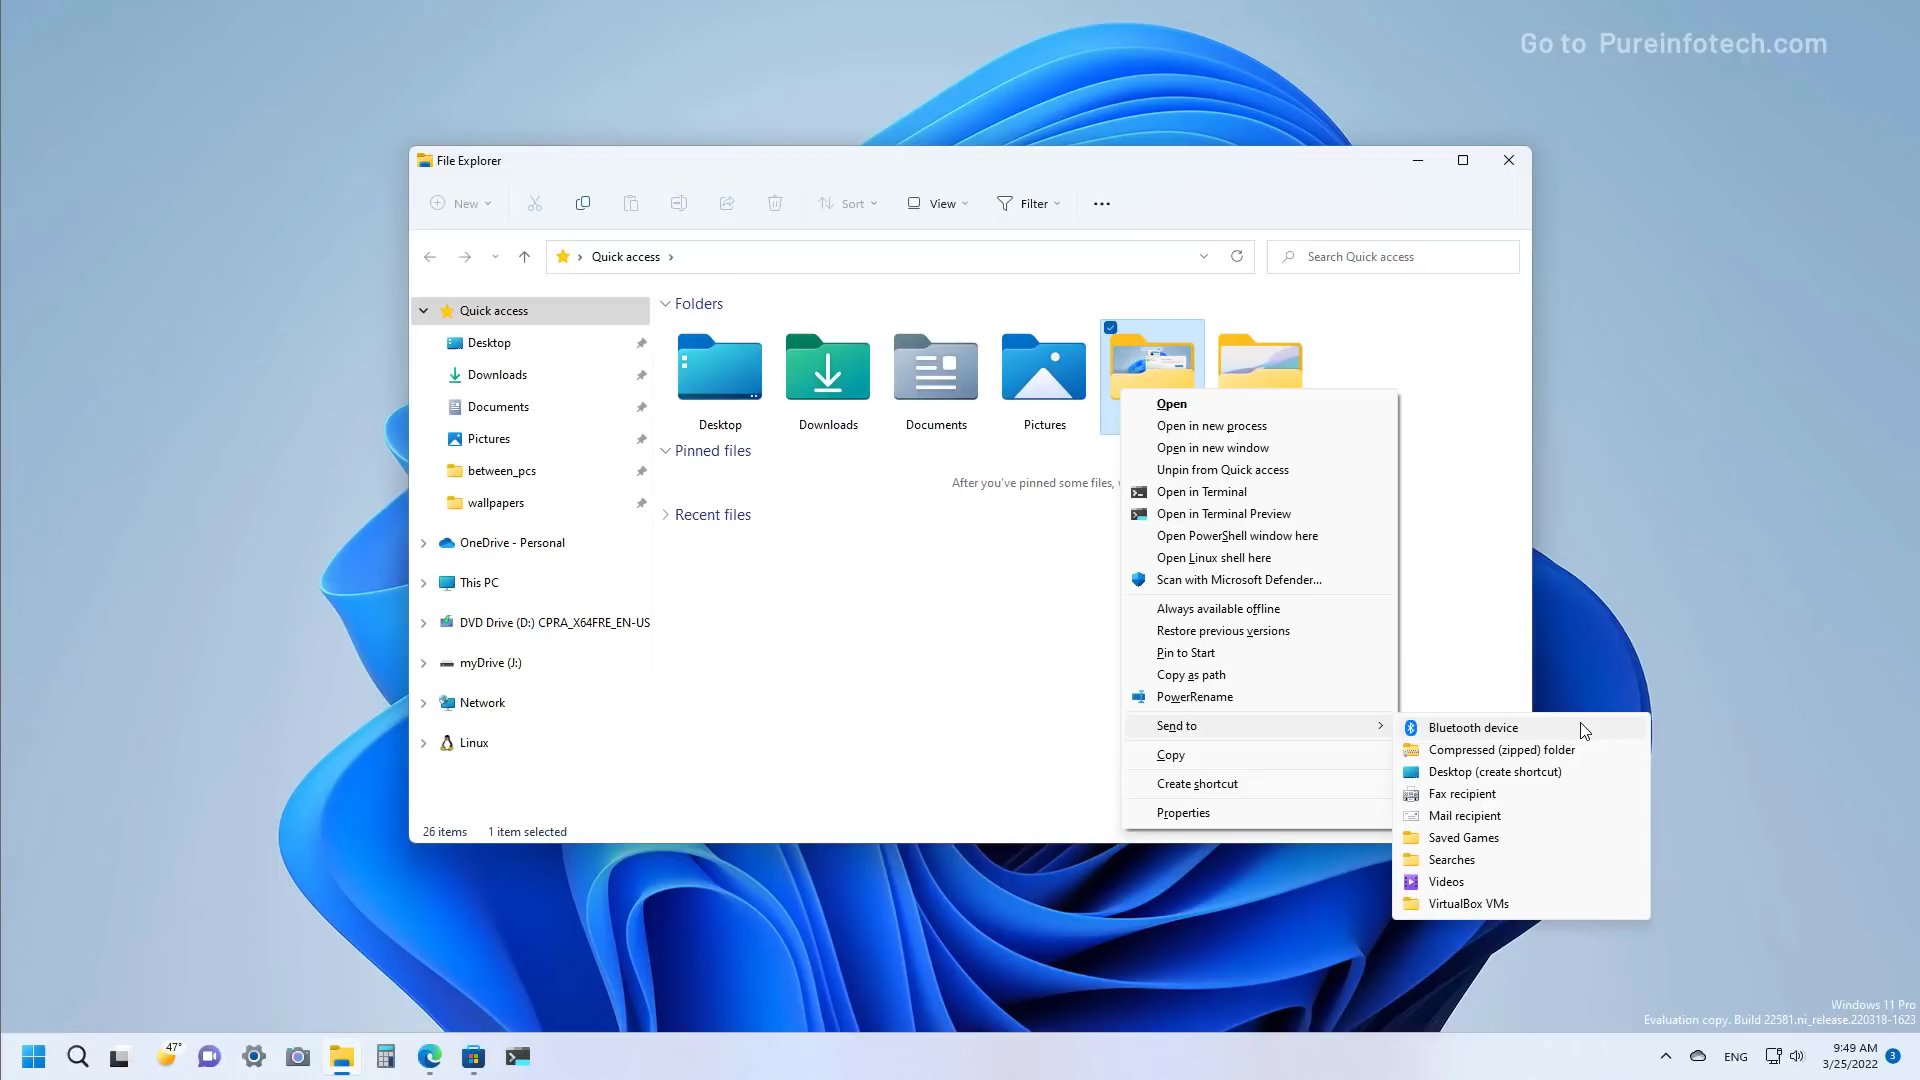 Go to Pureinfotech.com
File Explorer
New
Sort
View
Filter
Quick access
Search Quick access
Quick access
Desktop
Downloads
Documents
Pictures
between_pcs
wallpapers
OneDrive - Personal
This PC
DVD Drive (D:) CPRA_X64FRE_EN-US
myDrive (J:)
Network
Linux
Folders
Desktop
Downloads
Documents
Pictures
Pinned files
After you've pinned some files,
Recent files
26 items
1 item selected
Open
Open in new process
Open in new window
Unpin from Quick access
Open in Terminal
Open in Terminal Preview
Open PowerShell window here
Open Linux shell here
Scan with Microsoft Defender...
Always available offline
Restore previous versions
Pin to Start
Copy as path
PowerRename
Send to
Copy
Create shortcut
Properties
Bluetooth device
Compressed (zipped) folder
Desktop (create shortcut)
Fax recipient
Mail recipient
Saved Games
Searches
Videos
VirtualBox VMs
Windows 11 Pro
Evaluation copy. Build 22581.ni_release.220318-1623
47°
ENG
9:49 AM
3/25/2022
3